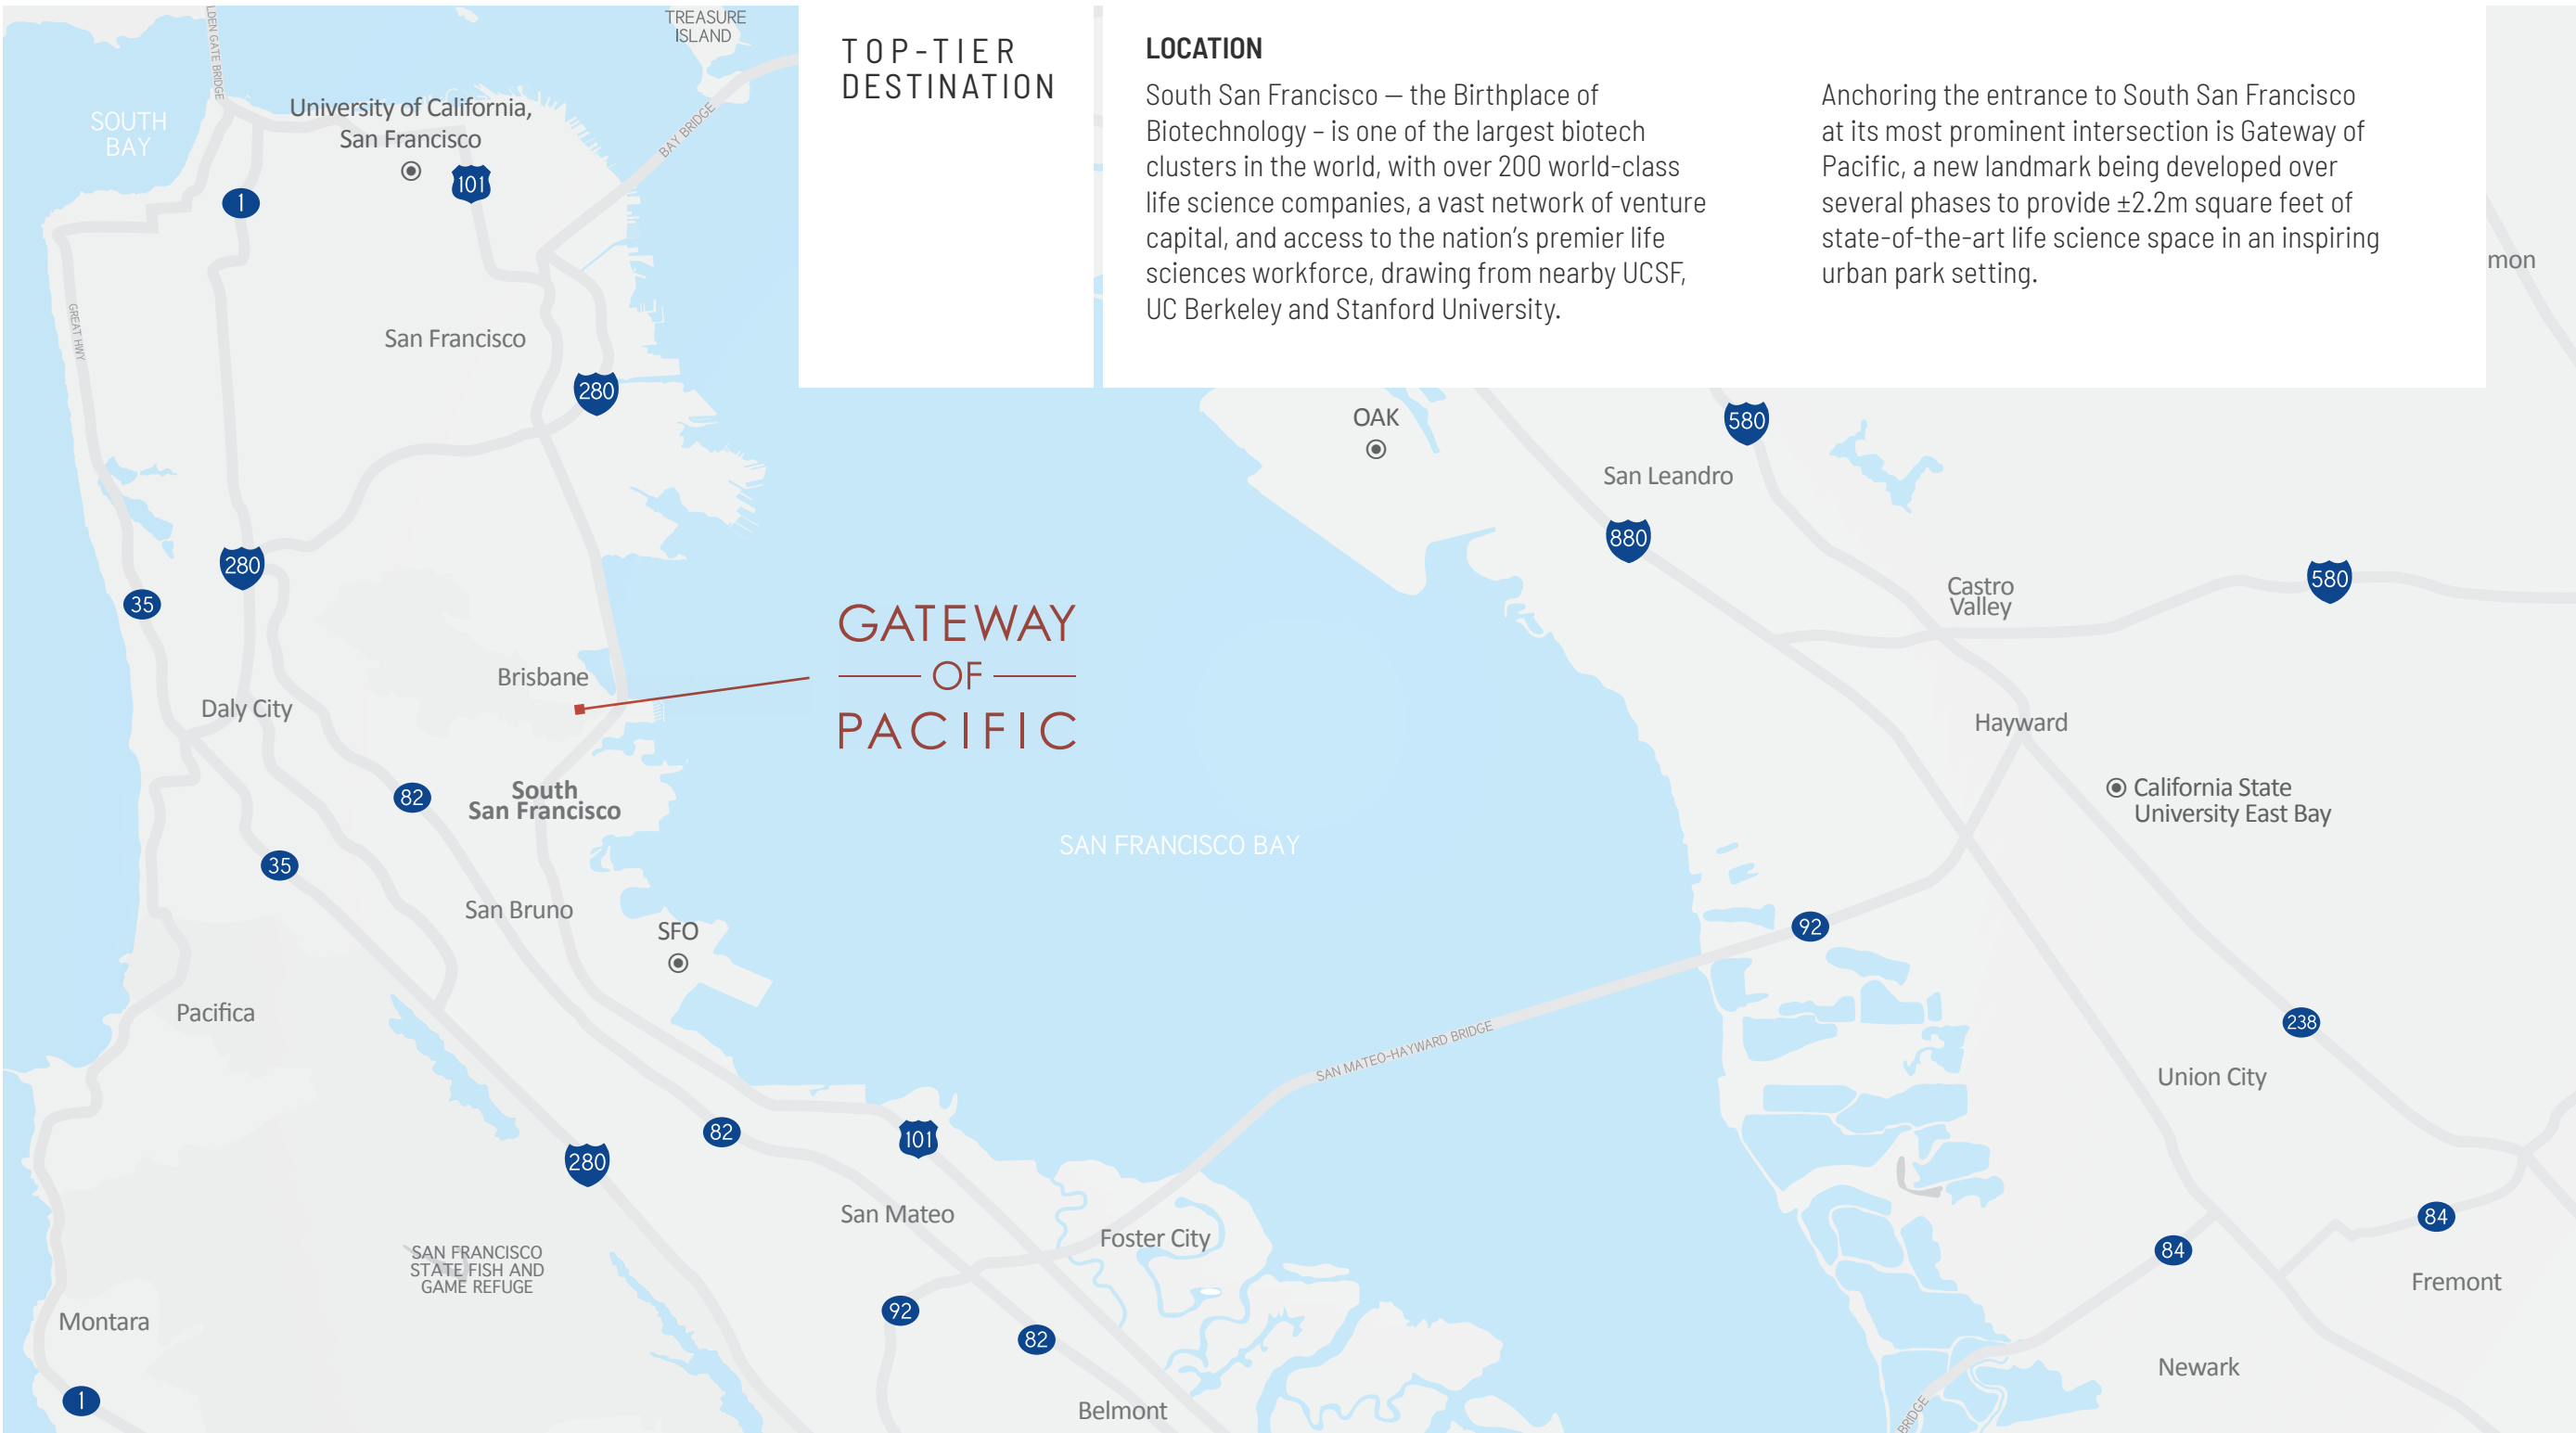 TOP-TIER
DESTINATION
LOCATION
South San Francisco — the Birthplace of
Biotechnology – is one of the largest biotech
clusters in the world, with over 200 world-class
life science companies, a vast network of venture
capital, and access to the nation's premier life
sciences workforce, drawing from nearby UCSF,
UC Berkeley and Stanford University.
Anchoring the entrance to South San Francisco
at its most prominent intersection is Gateway of
Pacific, a new landmark being developed over
several phases to provide ±2.2m square feet of
state-of-the-art life science space in an inspiring
urban park setting.
TREASURE
ISLAND
LDEN GATE BRIDGE
SOUTH
BAY
University of California,
San Francisco
BAY BRIDGE
101
1
mon
GREAT HWY
San Francisco
280
OAK
580
San Leandro
880
280
35
580
Castro
Valley
GATEWAY
OF
PACIFIC
Brisbane
Daly City
Hayward
82
South
San Francisco
California State
University East Bay
SAN FRANCISCO BAY
35
San Bruno
SFO
92
Pacifica
238
SAN MATEO-HAYWARD BRIDGE
Union City
82
101
280
San Mateo
Foster City
84
84
SAN FRANCISCO
STATE FISH AND
GAME REFUGE
Fremont
92
Montara
82
Newark
1
Belmont
BRIDGE